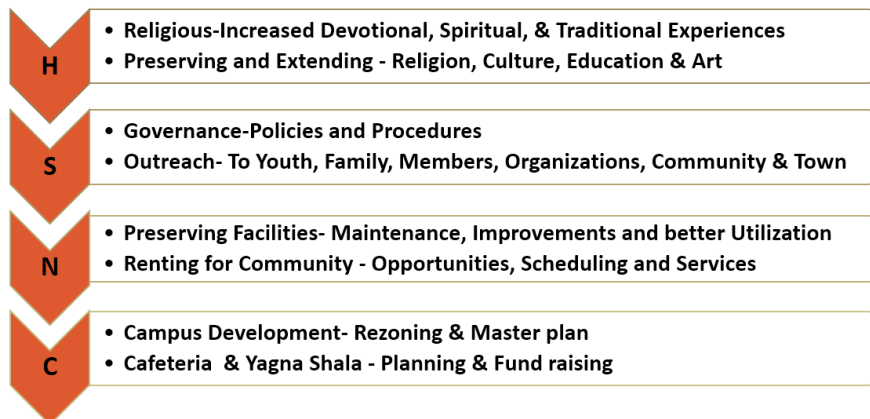 H
• Religious-Increased Devotional, Spiritual, & Traditional Experiences
• Preserving and Extending - Religion, Culture, Education & Art
S
• Governance-Policies and Procedures
• Outreach- To Youth, Family, Members, Organizations, Community & Town
N
• Preserving Facilities- Maintenance, Improvements and better Utilization
• Renting for Community - Opportunities, Scheduling and Services
C
• Campus Development- Rezoning & Master plan
• Cafeteria & Yagna Shala - Planning & Fund raising